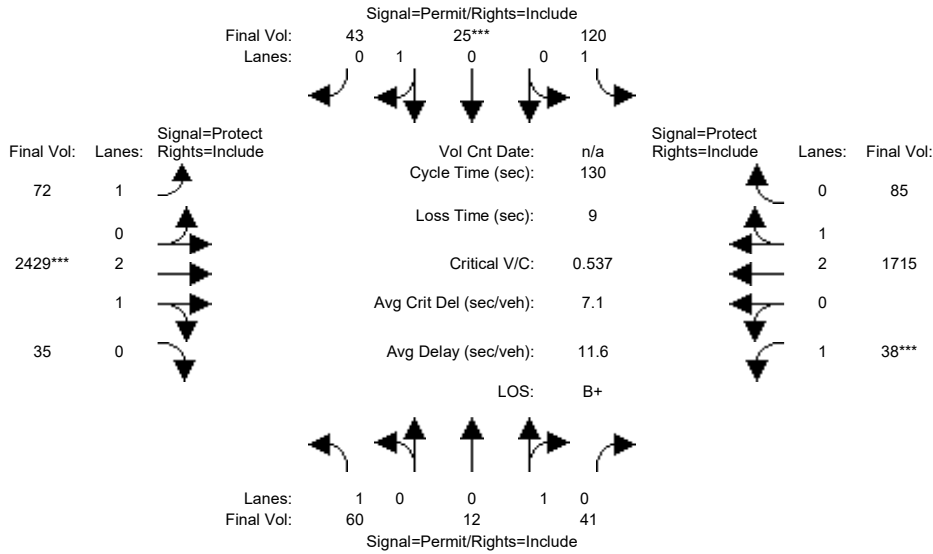 Signal=Permit/Rights=Include
Final Vol: 43 25*** 120
Lanes: 0 1 0 0 1
Signal=Protect Signal=Protect
Final Vol: Lanes: Rights=Include Vol Cnt Date: n/a Rights=Include Lanes: Final Vol:
Cycle Time (sec): 130
72 1 0 85
Loss Time (sec): 9
0 1
2429*** 2 Critical V/C: 0.537 2 1715
1 Avg Crit Del (sec/veh): 7.1 0
35 0 Avg Delay (sec/veh): 11.6 1 38***
LOS: B+
Lanes: 1 0 0 1 0
Final Vol: 60 12 41
Signal=Permit/Rights=Include